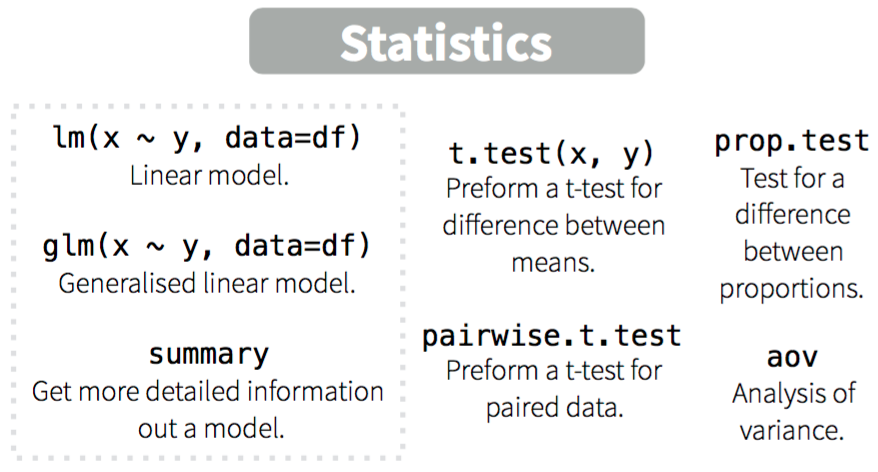 Statistics
lm(x ~ y, data=df)
Linear model.
glm(x ~ y, data=df)
Generalised linear model.
summary
Get more detailed information
out a model.
t.test(x, y)
Preform a t-test for
difference between
means.
pairwise.t.test
Preform a t-test for
paired data.
prop.test
Test for a
difference
between
proportions.
aov
Analysis of
variance.